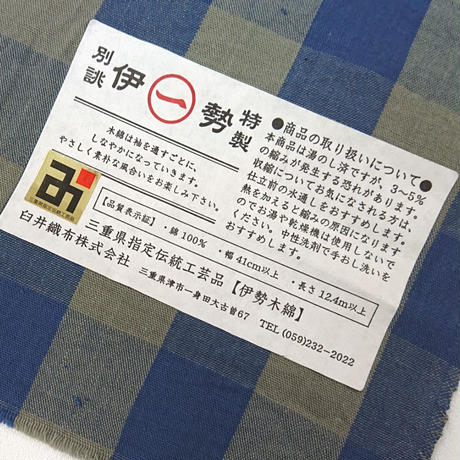 別誂
伊㊀勢
特製
木綿は袖を通すごとに、
しなやかになっていきます。
やさしく素朴な風合いをお楽しみ下さい。
●商品の取り扱いについて●
本商品は湯のし済ですが、3〜5%
の縮みが発生する恐れがあります。
収縮についてお気になされる方は、
仕立前の水通しをおすすめします。
熱を加えると縮みの原因になります
のでお湯や乾燥機は使用しないで
ください。中性洗剤で手おし洗いを
おすすめします。
【品質表示証】・綿100%　・幅41cm以上　・長さ12.4m以上
三重県指定伝統工芸品【伊勢木綿】
臼井織布株式会社
三重県津市一身田大古曽67　TEL (059)232-2022